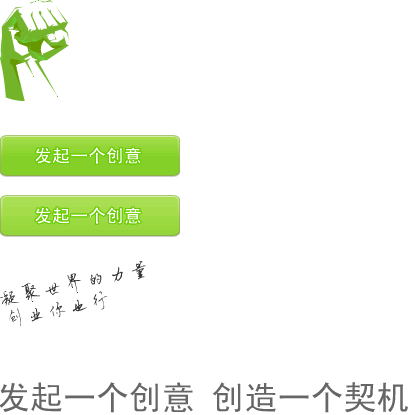 发起一个创意
发起一个创意
凝聚世界的力量
创业你也行
发起一个创意 创造一个契机